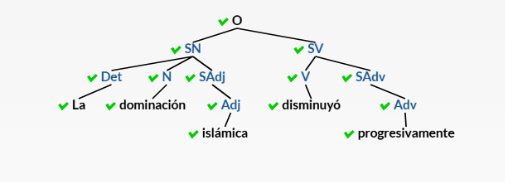 O
SN SV
Det N SAdj V SAdv
La dominación Adj disminuyó Adv
islámica progresivamente